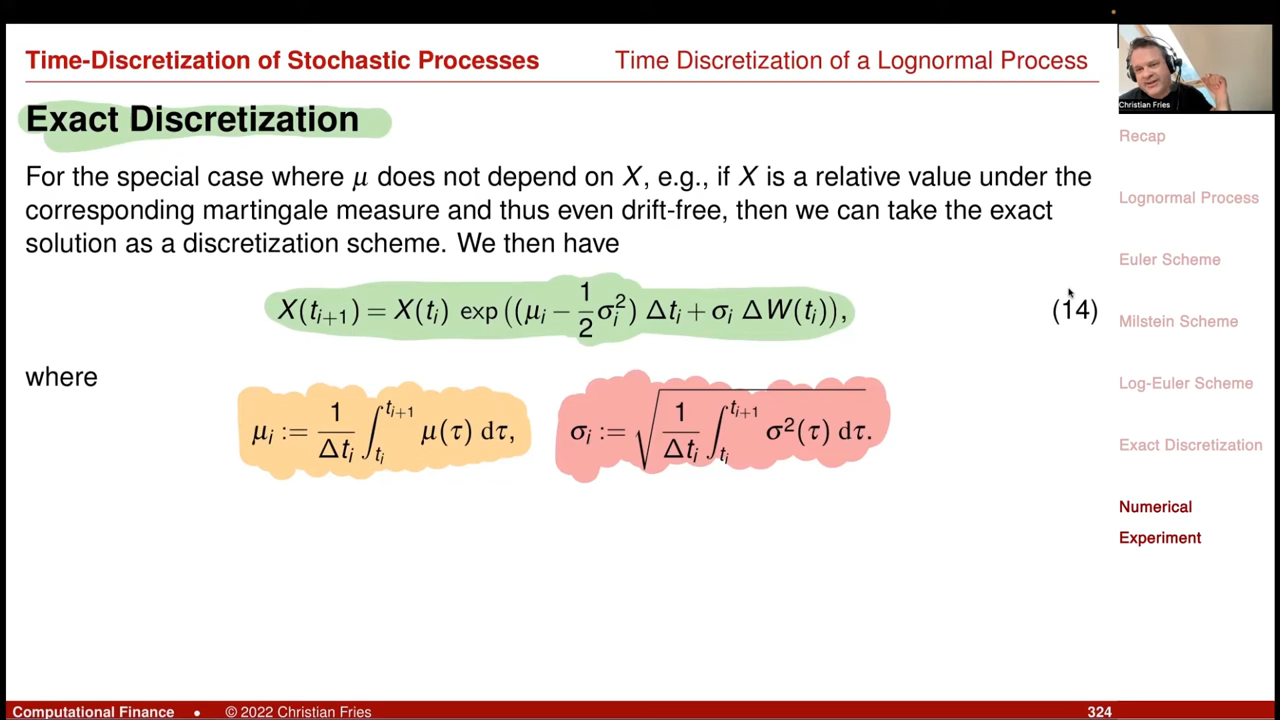 Time-Discretization of Stochastic Processes
Time Discretization of a Lognormal Process
Christian Fries
Exact Discretization
For the special case where μ does not depend on X, e.g., if X is a relative value under the
corresponding martingale measure and thus even drift-free, then we can take the exact
solution as a discretization scheme. We then have
X(t_{i+1}) = X(t_i) exp((μ_i − \frac{1}{2}σ_i^2) Δt_i + σ_i ΔW(t_i)), (14)
where
μ_i := \frac{1}{Δt_i} ∫_{t_i}^{t_{i+1}} μ(τ) dτ, σ_i := \sqrt{\frac{1}{Δt_i} ∫_{t_i}^{t_{i+1}} σ^2(τ) dτ}.
Recap
Lognormal Process
Euler Scheme
Milstein Scheme
Log-Euler Scheme
Exact Discretization
Numerical
Experiment
Computational Finance • © 2022 Christian Fries 324